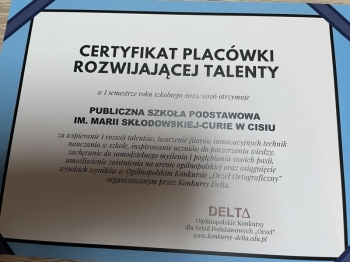 CERTYFIKAT PLACÓWKI
ROZWIJAJĄCEJ TALENTY
w I semestrze roku szkolnego 2025/2026 otrzymuje
PUBLICZNA SZKOŁA PODSTAWOWA
IM. MARII SKŁODOWSKIEJ-CURIE W CISIU
za wspieranie i rozwój talentów, tworzenie filarów innowacyjnych technik
nauczania w szkole, inspirowanie uczniów do poszerzania wiedzy,
zachęcanie do samodzielnego myślenia i pogłębiania swoich pasji,
umożliwienie zaistnienia na arenie ogólnopolskiej oraz osiągnięcie
wysokich wyników w Ogólnopolskim Konkursie „Orzeł Ortograficzny"
organizowanym przez Konkursy Delta.
DELTA
Ogólnopolskie Konkursy
dla Szkół Podstawowych „Orzeł"
www.konkursy-delta.edu.pl